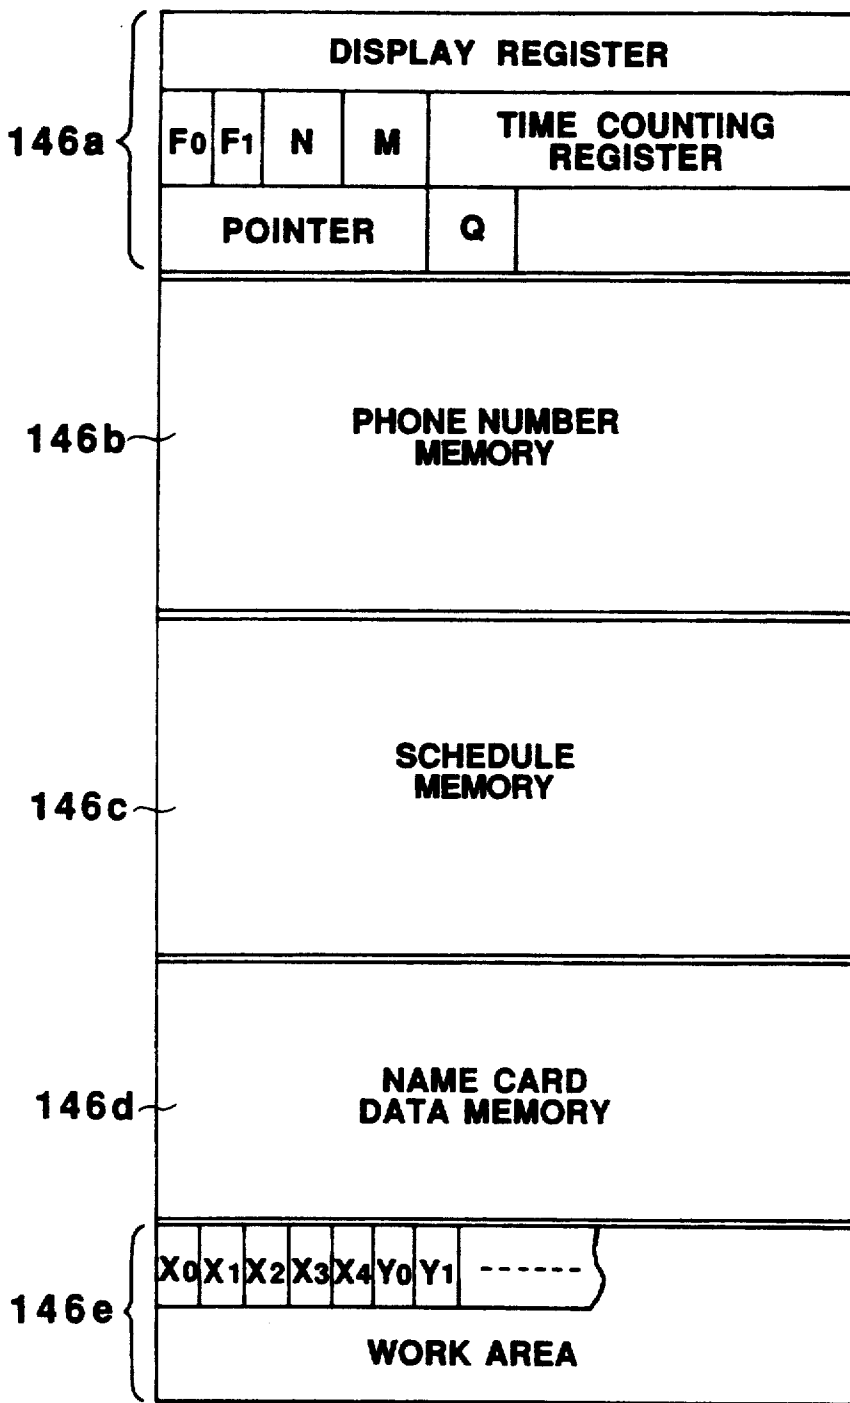 DISPLAY REGISTER
146a
F0 F1 N M TIME COUNTING
REGISTER
POINTER Q
146b
PHONE NUMBER
MEMORY
146c
SCHEDULE
MEMORY
146d
NAME CARD
DATA MEMORY
146e
X0 X1 X2 X3 X4 Y0 Y1 ------
WORK AREA